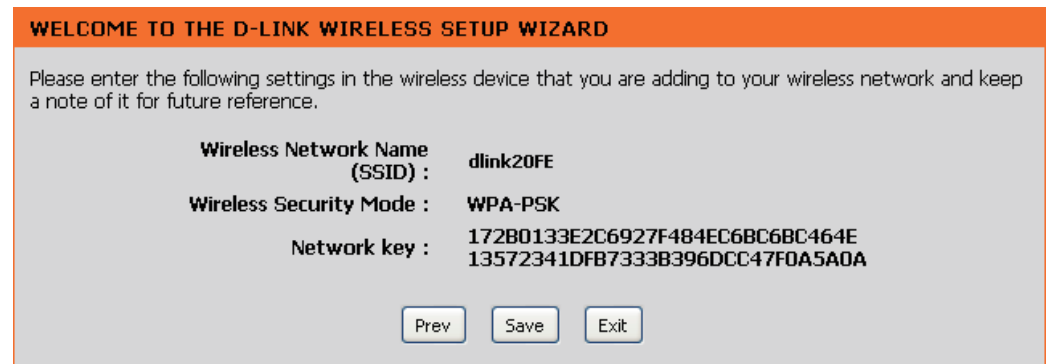 WELCOME TO THE D-LINK WIRELESS SETUP WIZARD
Please enter the following settings in the wireless device that you are adding to your wireless network and keep
a note of it for future reference.
Wireless Network Name
(SSID) : dlink20FE
Wireless Security Mode : WPA-PSK
Network key : 172B0133E2C6927F484EC6BC6BC464E
13572341DFB7333B396DCC47F0A5A0A
Prev Save Exit